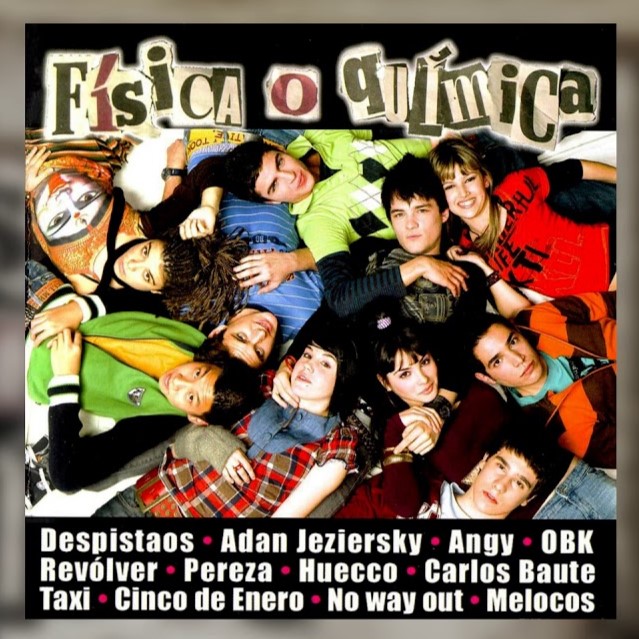 Física o química
Despistaos • Adan Jeziersky • Angy • OBK
Revólver • Pereza • Huecco • Carlos Baute
Taxi • Cinco de Enero • No way out • Melocos